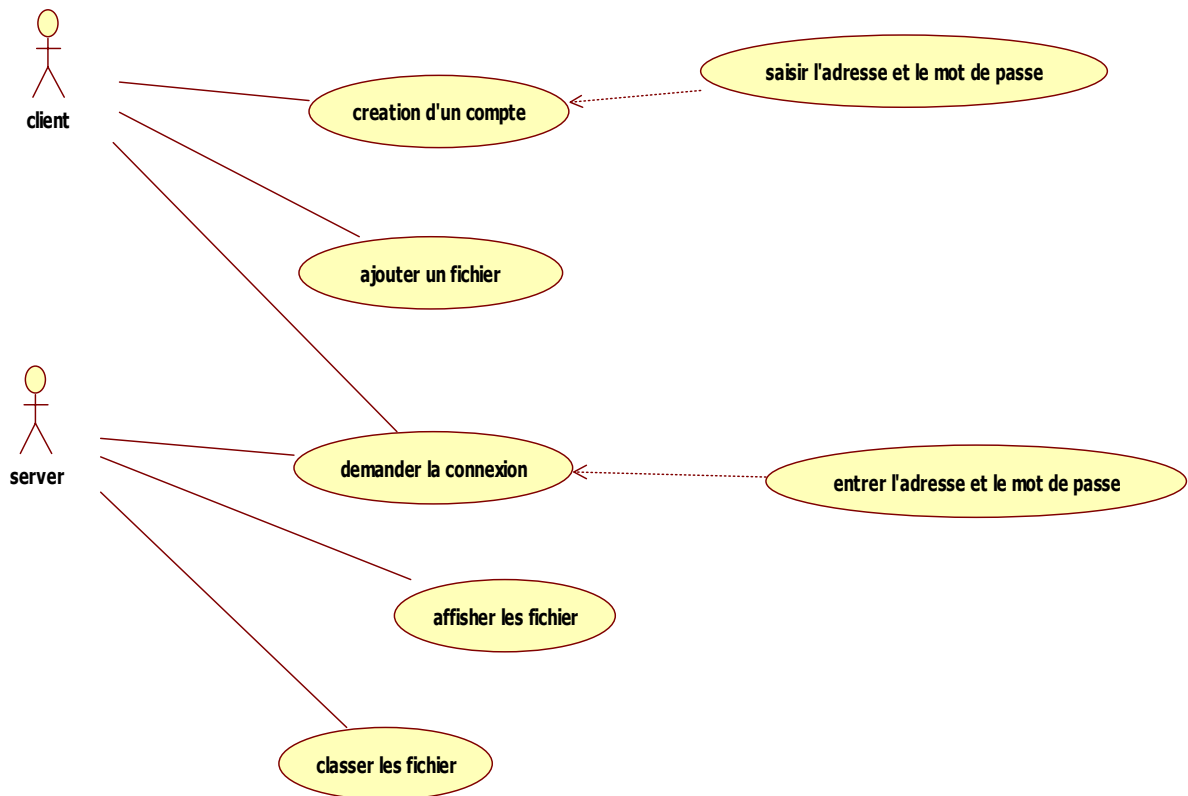 saisir l'adresse et le mot de passe
creation d'un compte
client
ajouter un fichier
demander la connexion
server
entrer l'adresse et le mot de passe
affisher les fichier
classer les fichier